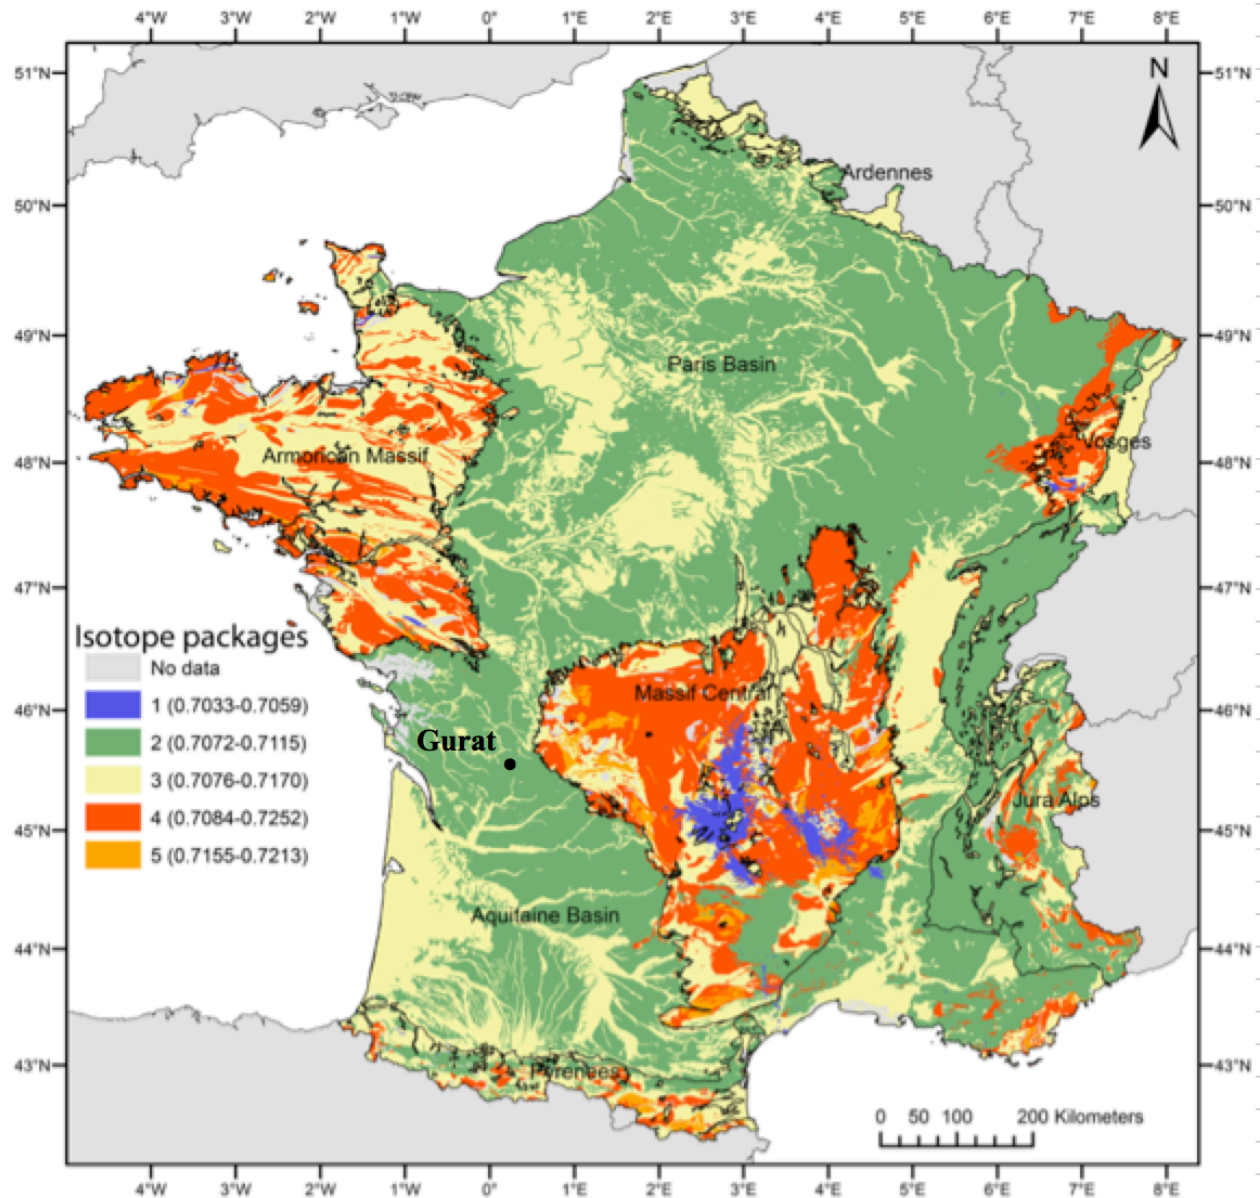 4°W 3°W 2°W 1°W 0° 1°E 2°E 3°E 4°E 5°E 6°E 7°E 8°E
51°N 51°N
N
Ardennes
50°N 50°N
49°N 49°N
Paris Basin
Vosges
Armorican Massif
48°N 48°N
47°N 47°N
Isotope packages
No data
Massif Central
1 (0.7033-0.7059)
46°N 46°N
2 (0.7072-0.7115)
Gurat
3 (0.7076-0.7170)
Jura Alps
4 (0.7084-0.7252)
45°N 45°N
5 (0.7155-0.7213)
Aquitaine Basin
44°N 44°N
43°N 43°N
Pyrenees
0 50 100 200 Kilometers
4°W 3°W 2°W 1°W 0° 1°E 2°E 3°E 4°E 5°E 6°E 7°E 8°E